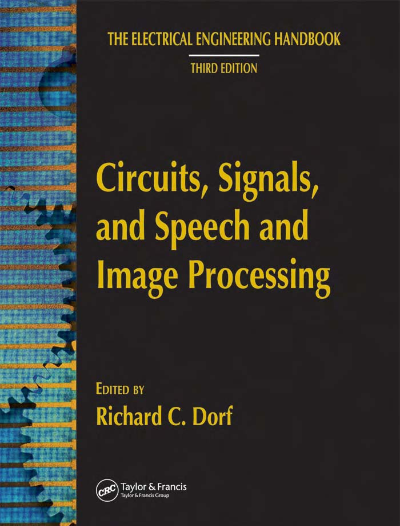 THE ELECTRICAL ENGINEERING HANDBOOK
THIRD EDITION
Circuits, Signals,
and Speech and
Image Processing
EDITED BY
Richard C. Dorf
CRC Taylor & Francis
Taylor & Francis Group